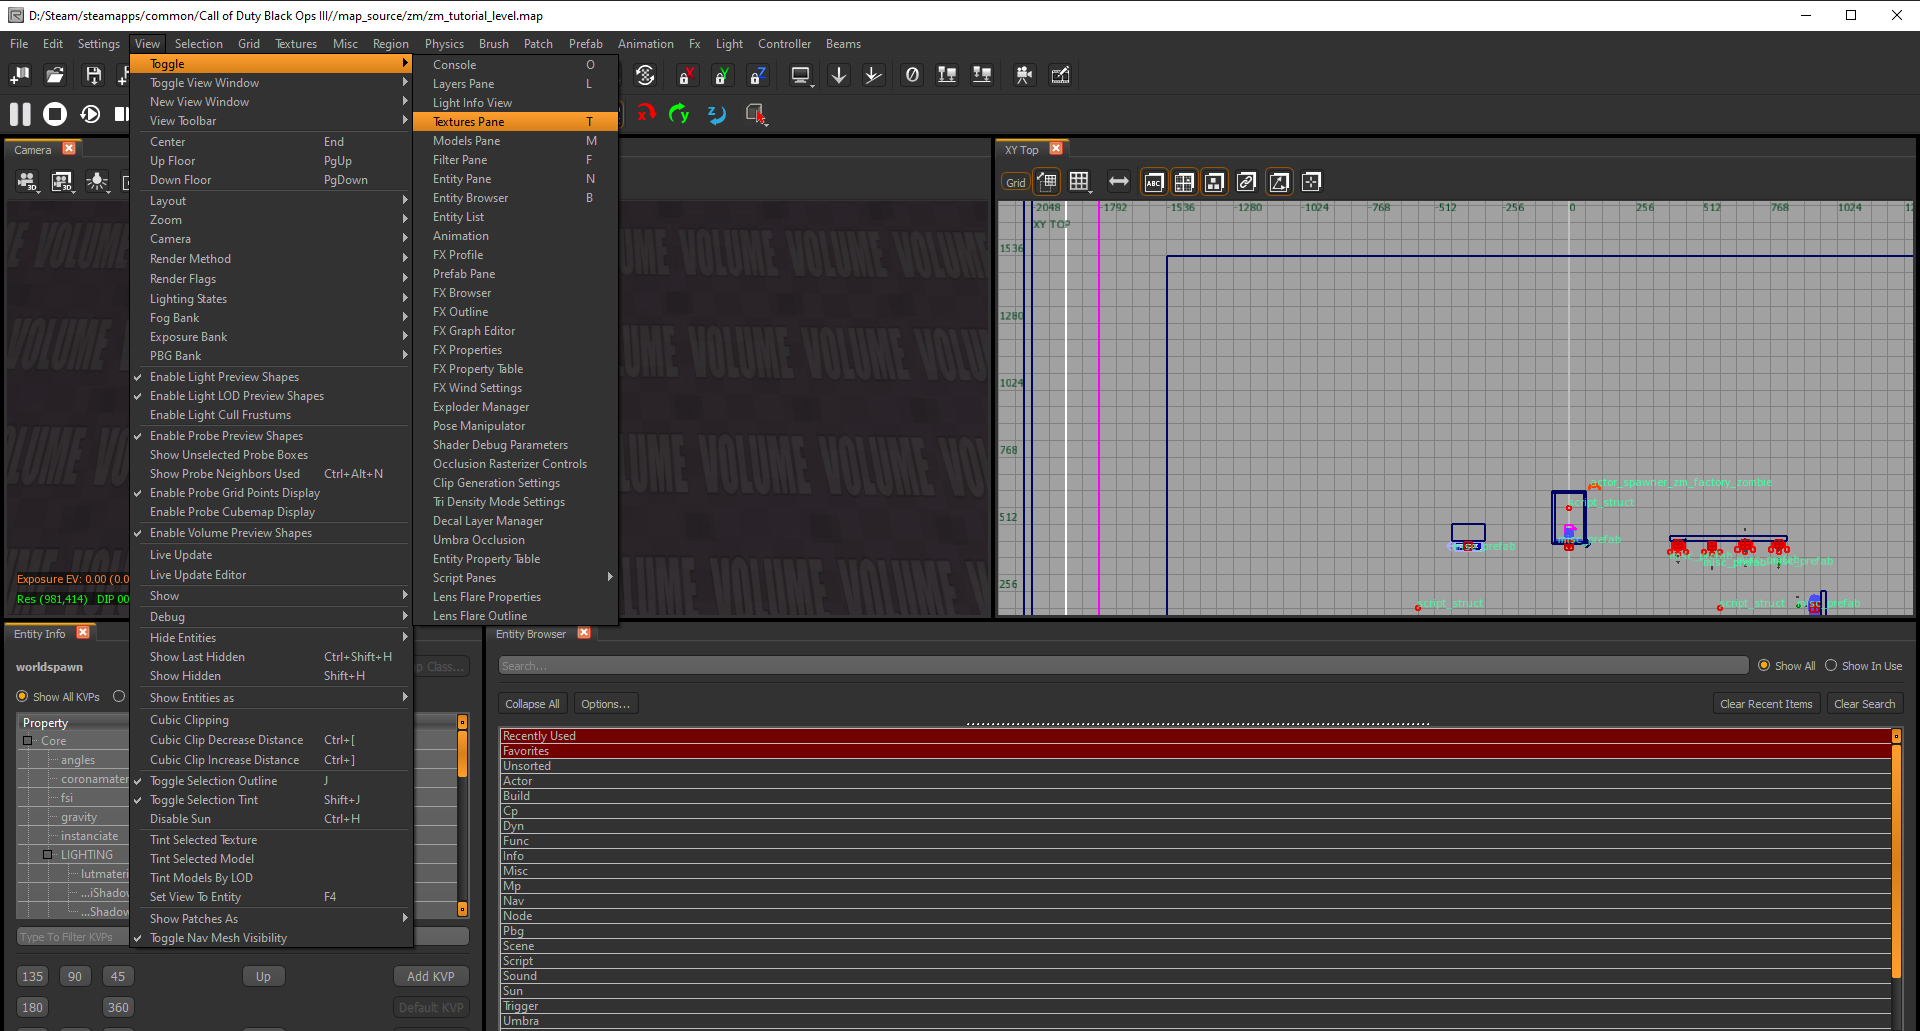 D:/Steam/steamapps/common/Call of Duty Black Ops III//map_source/zm/zm_tutorial_level.map
File Edit Settings View Selection Grid Textures Misc Region Physics Brush Patch Prefab Animation Fx Light Controller Beams
Toggle
Toggle View Window
New View Window
View Toolbar
Center End
Up Floor PgUp
Down Floor PgDown
Layout
Zoom
Camera
Render Method
Render Flags
Lighting States
Fog Bank
Exposure Bank
PBG Bank
Enable Light Preview Shapes
Enable Light LOD Preview Shapes
Enable Light Cull Frustums
Enable Probe Preview Shapes
Show Unselected Probe Boxes
Show Probe Neighbors Used Ctrl+Alt+N
Enable Probe Grid Points Display
Enable Probe Cubemap Display
Enable Volume Preview Shapes
Live Update
Live Update Editor
Show
Debug
Hide Entities
Show Last Hidden Ctrl+Shift+H
Show Hidden Shift+H
Show Entities as
Cubic Clipping
Cubic Clip Decrease Distance Ctrl+[
Cubic Clip Increase Distance Ctrl+]
Toggle Selection Outline J
Toggle Selection Tint Shift+J
Disable Sun Ctrl+H
Tint Selected Texture
Tint Selected Model
Tint Models By LOD
Set View To Entity F4
Show Patches As
Toggle Nav Mesh Visibility
Console O
Layers Pane L
Light Info View
Textures Pane T
Models Pane M
Filter Pane F
Entity Pane N
Entity Browser B
Entity List
Animation
FX Profile
Prefab Pane
FX Browser
FX Outline
FX Graph Editor
FX Properties
FX Property Table
FX Wind Settings
Exploder Manager
Pose Manipulator
Shader Debug Parameters
Occlusion Rasterizer Controls
Clip Generation Settings
Tri Density Mode Settings
Decal Layer Manager
Umbra Occlusion
Entity Property Table
Script Panes
Lens Flare Properties
Lens Flare Outline
x y z
Camera
3D 3D
VOLUME VOLUME VOLUME VOLUME
Exposure EV: 0.00 (0.0
Res (981,414) DIP 00
XY Top
Grid ABC
-2048 -1792 -1536 -1280 -1024 -768 -512 -256 0 256 512 768 1024
XY TOP
1536
1280
1024
768
512
256
actor_spawner_zm_factory_zombie
script_struct
misc_prefab
script_struct
script_struct
misc_prefab
Entity Info
worldspawn
p Class...
Show All KVPs
Property
Core
angles
coronamater
fsi
gravity
instanciate
LIGHTING
lutmateri
...iShadov
...Shadow
Type To Filter KVPs
135 90 45 Up Add KVP
180 360 Default KVP
Entity Browser
Search... Show All Show In Use
Collapse All Options... Clear Recent Items Clear Search
Recently Used
Favorites
Unsorted
Actor
Build
Cp
Dyn
Func
Info
Misc
Mp
Nav
Node
Pbg
Scene
Script
Sound
Sun
Trigger
Umbra